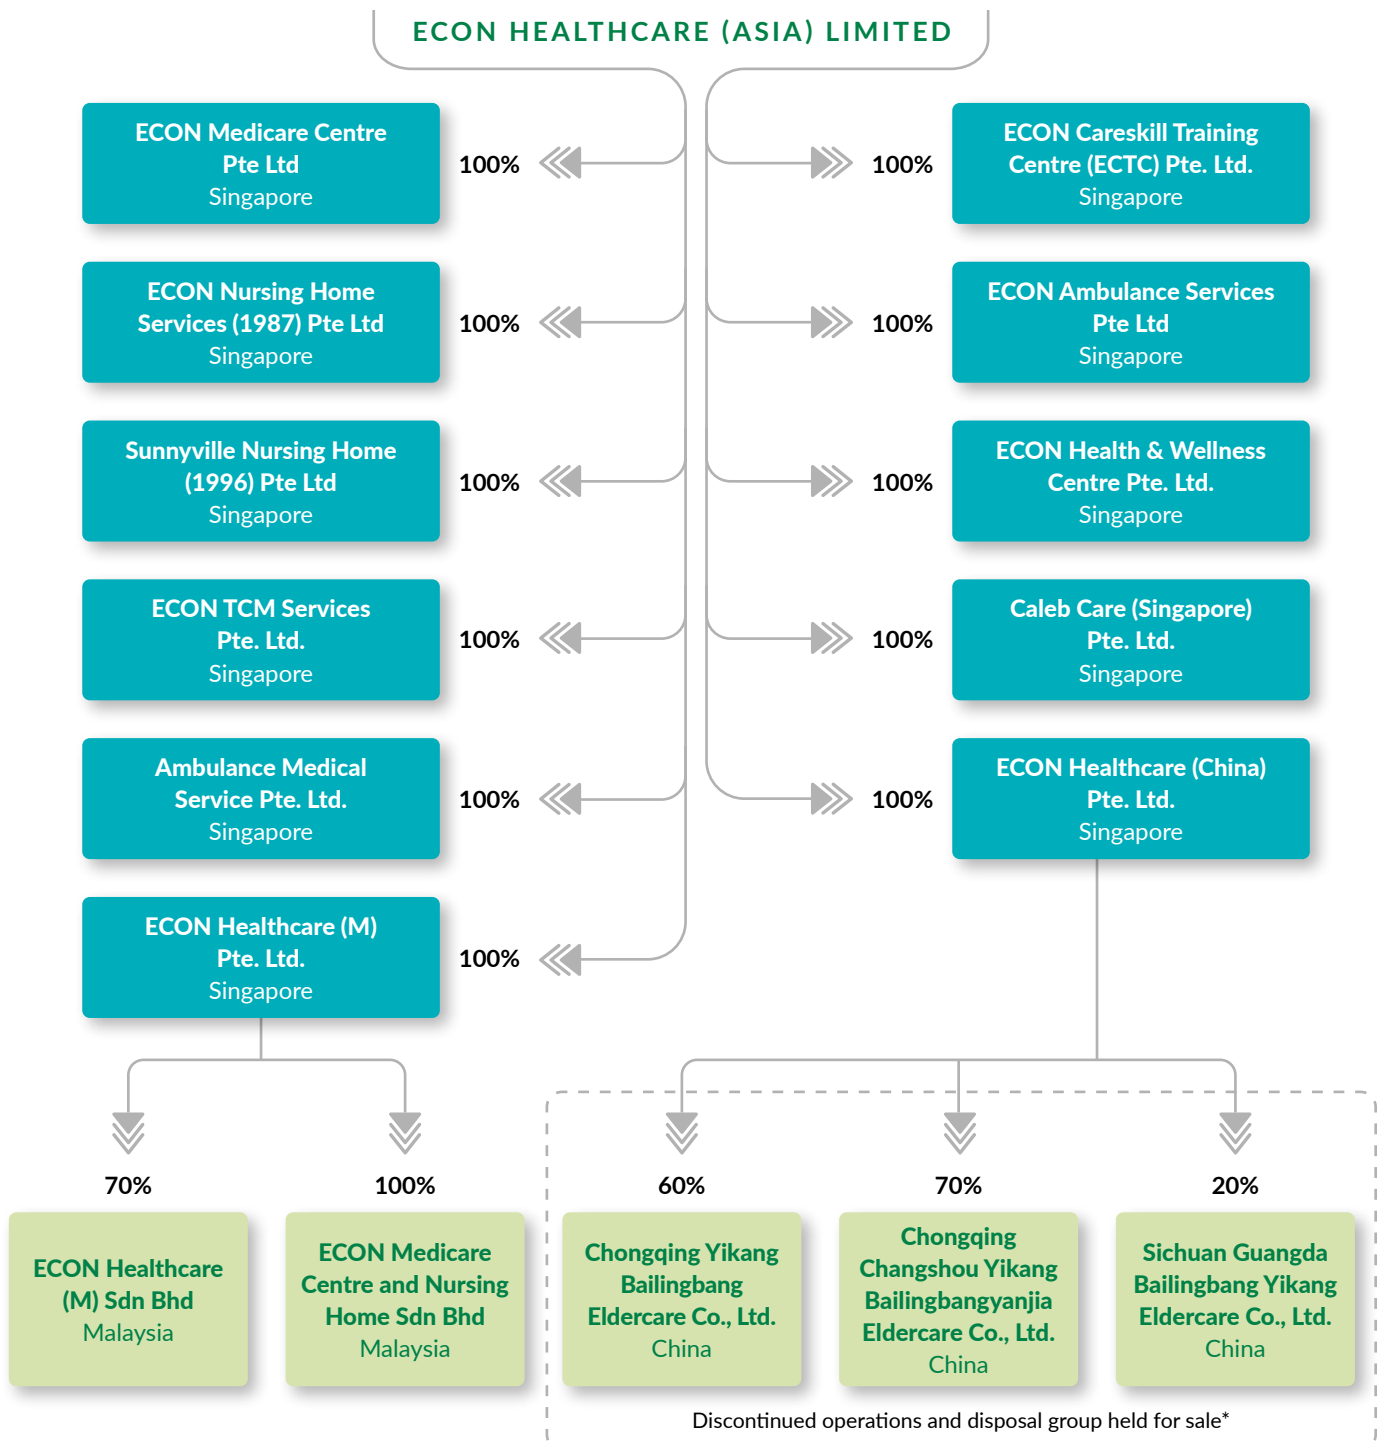 ECON HEALTHCARE (ASIA) LIMITED
ECON Medicare Centre
Pte Ltd
Singapore
100%
100%
ECON Careskill Training
Centre (ECTC) Pte. Ltd.
Singapore
ECON Nursing Home
Services (1987) Pte Ltd
Singapore
100%
100%
ECON Ambulance Services
Pte Ltd
Singapore
Sunnyville Nursing Home
(1996) Pte Ltd
Singapore
100%
100%
ECON Health & Wellness
Centre Pte. Ltd.
Singapore
ECON TCM Services
Pte. Ltd.
Singapore
100%
100%
Caleb Care (Singapore)
Pte. Ltd.
Singapore
Ambulance Medical
Service Pte. Ltd.
Singapore
100%
100%
ECON Healthcare (China)
Pte. Ltd.
Singapore
ECON Healthcare (M)
Pte. Ltd.
Singapore
100%
70%
ECON Healthcare
(M) Sdn Bhd
Malaysia
100%
ECON Medicare
Centre and Nursing
Home Sdn Bhd
Malaysia
60%
Chongqing Yikang
Bailingbang
Eldercare Co., Ltd.
China
70%
Chongqing
Changshou Yikang
Bailingbangyanjia
Eldercare Co., Ltd.
China
20%
Sichuan Guangda
Bailingbang Yikang
Eldercare Co., Ltd.
China
Discontinued operations and disposal group held for sale*